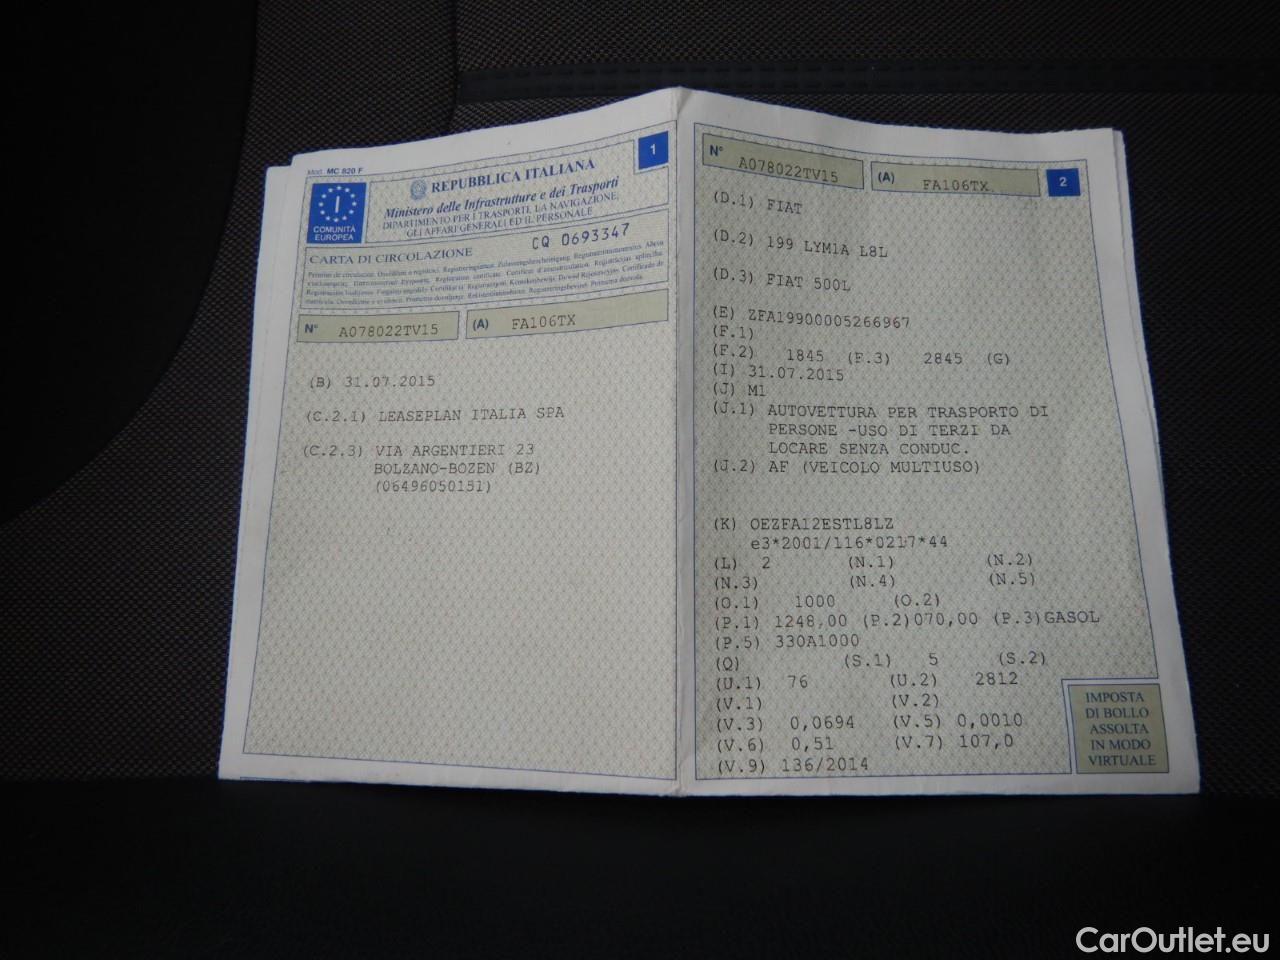 Mod. MC 820 F
1
I
COMUNITÀ
EUROPEA
REPUBBLICA ITALIANA
Ministero delle Infrastrutture e dei Trasporti
DIPARTIMENTO PER I TRASPORTI, LA NAVIGAZIONE,
GLI AFFARI GENERALI ED IL PERSONALE
CARTA DI CIRCOLAZIONE CQ 0693347
N° A078022TV15 (A) FA106TX
(B) 31.07.2015
(C.2.1) LEASEPLAN ITALIA SPA
(C.2.3) VIA ARGENTIERI 23
BOLZANO-BOZEN (BZ)
(06496050151)
N° A078022TV15 (A) FA106TX 2
(D.1) FIAT
(D.2) 199 LYM1A L8L
(D.3) FIAT 500L
(E) ZFA19900005266967
(F.1)
(F.2) 1845 (F.3) 2845 (G)
(I) 31.07.2015
(J) M1
(J.1) AUTOVETTURA PER TRASPORTO DI
PERSONE -USO DI TERZI DA
LOCARE SENZA CONDUC.
(J.2) AF (VEICOLO MULTIUSO)
(K) OEZFA12ESTL8LZ
e3*2001/116*0217*44
(L) 2 (N.1) (N.2)
(N.3) (N.4) (N.5)
(O.1) 1000 (O.2)
(P.1) 1248,00 (P.2)070,00 (P.3)GASOL
(P.5) 330A1000
(Q) (S.1) 5 (S.2)
(U.1) 76 (U.2) 2812
(V.1) (V.2)
(V.3) 0,0694 (V.5) 0,0010
(V.6) 0,51 (V.7) 107,0
(V.9) 136/2014
IMPOSTA
DI BOLLO
ASSOLTA
IN MODO
VIRTUALE
CarOutlet.eu